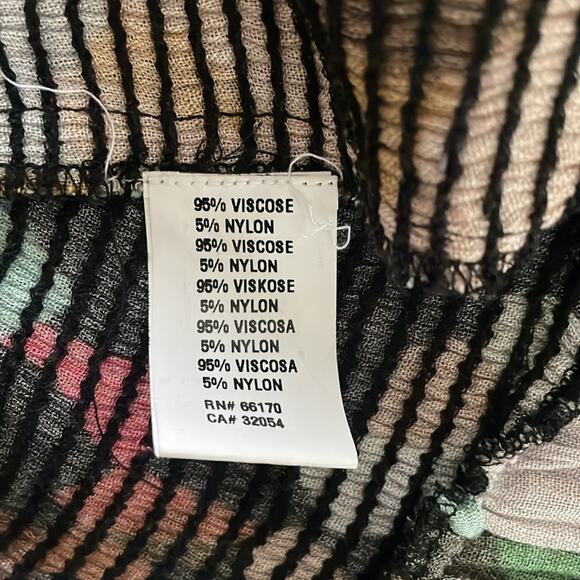 95% VISCOSE
5% NYLON
95% VISCOSE
5% NYLON
95% VISKOSE
5% NYLON
95% VISCOSA
5% NYLON
95% VISCOSA
5% NYLON
RN# 66170
CA# 32054